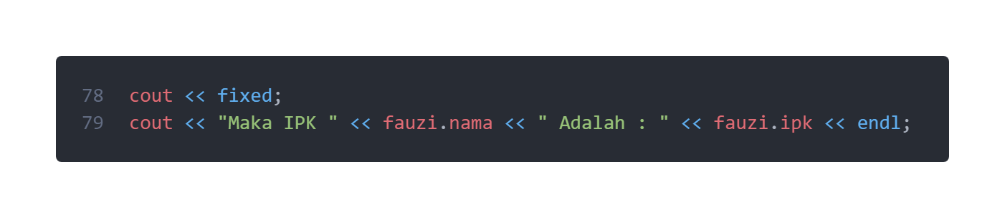 78 cout << fixed;
79 cout << "Maka IPK " << fauzi.nama << " Adalah : " << fauzi.ipk << endl;